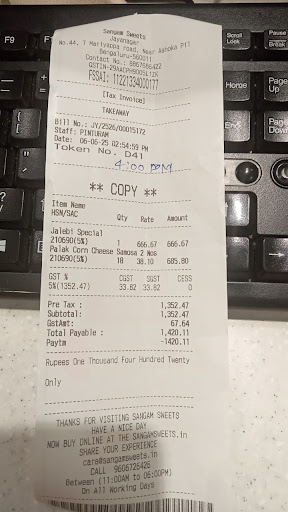 Sangam Sweets
Jayanagar
No.44, 7 Mariyappa road, Near Ashoka Pil
Bengaluru-560011
Contact No.: 8867686422
FSSAI: 11221334000177
[Tax Invoice]
TAKEAWAY
Bill No.: JY/2526/00015172
Staff: PINTURAM
Date: 06-06-25 02:54:59 PM
Token No. D41
4:00 PM
** COPY **
Item Name
HSN/SAC Qty Rate Amount
Jalebi Special
210690(5%) 1 666.67 666.67
Palak Corn Cheese Samosa 2 Nos
210690(5%) 18 38.10 685.80
GST % CGST SGST CESS
5%(1352.47) 33.82 33.82 0
Pre Tax : 1,352.47
Subtotal: 1,352.47
GstAmt: 67.64
Total Payable : 1,420.11
Paytm -1420.11
Rupees One Thousand Four Hundred Twenty
Only
THANKS FOR VISITING SANGAM SWEETS
HAVE A NICE DAY
NOW BUY ONLINE AT THE SANGAMSWEETS.in
SHARE YOUR EXPERIENCE
care@sangamsweets.in
CALL 9606726426
Between (11:00AM to 06:00PM)
On All Working Days
F9
F10
Scroll
Lock
Pause
Break
Home
Page
Up
End
Page
Down